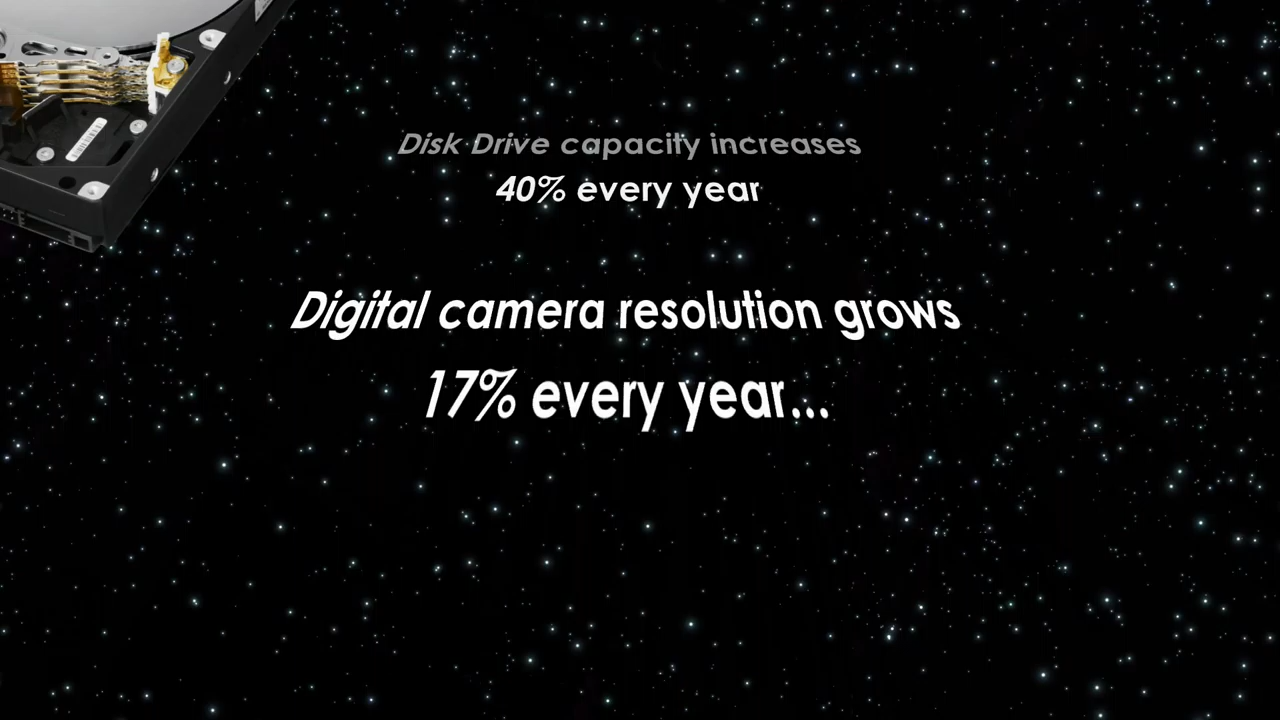 Disk Drive capacity increases
40% every year
Digital camera resolution grows
17% every year...